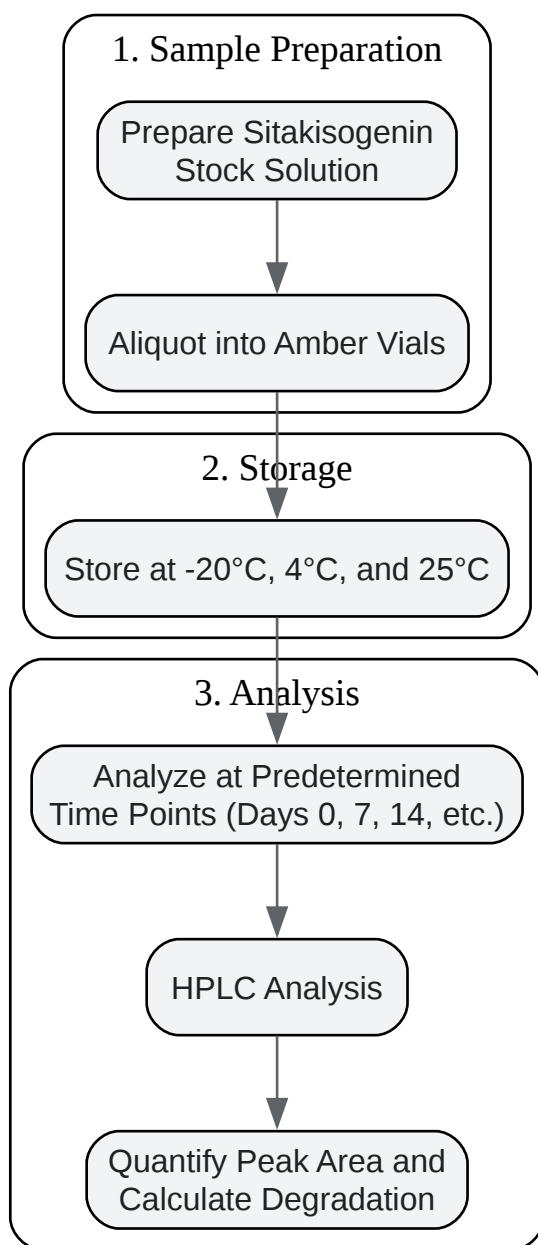 1. Sample Preparation
Prepare Sitakisogenin
Stock Solution
Aliquot into Amber Vials
2. Storage
Store at -20°C, 4°C, and 25°C
3. Analysis
Analyze at Predetermined
Time Points (Days 0, 7, 14, etc.)
HPLC Analysis
Quantify Peak Area and
Calculate Degradation